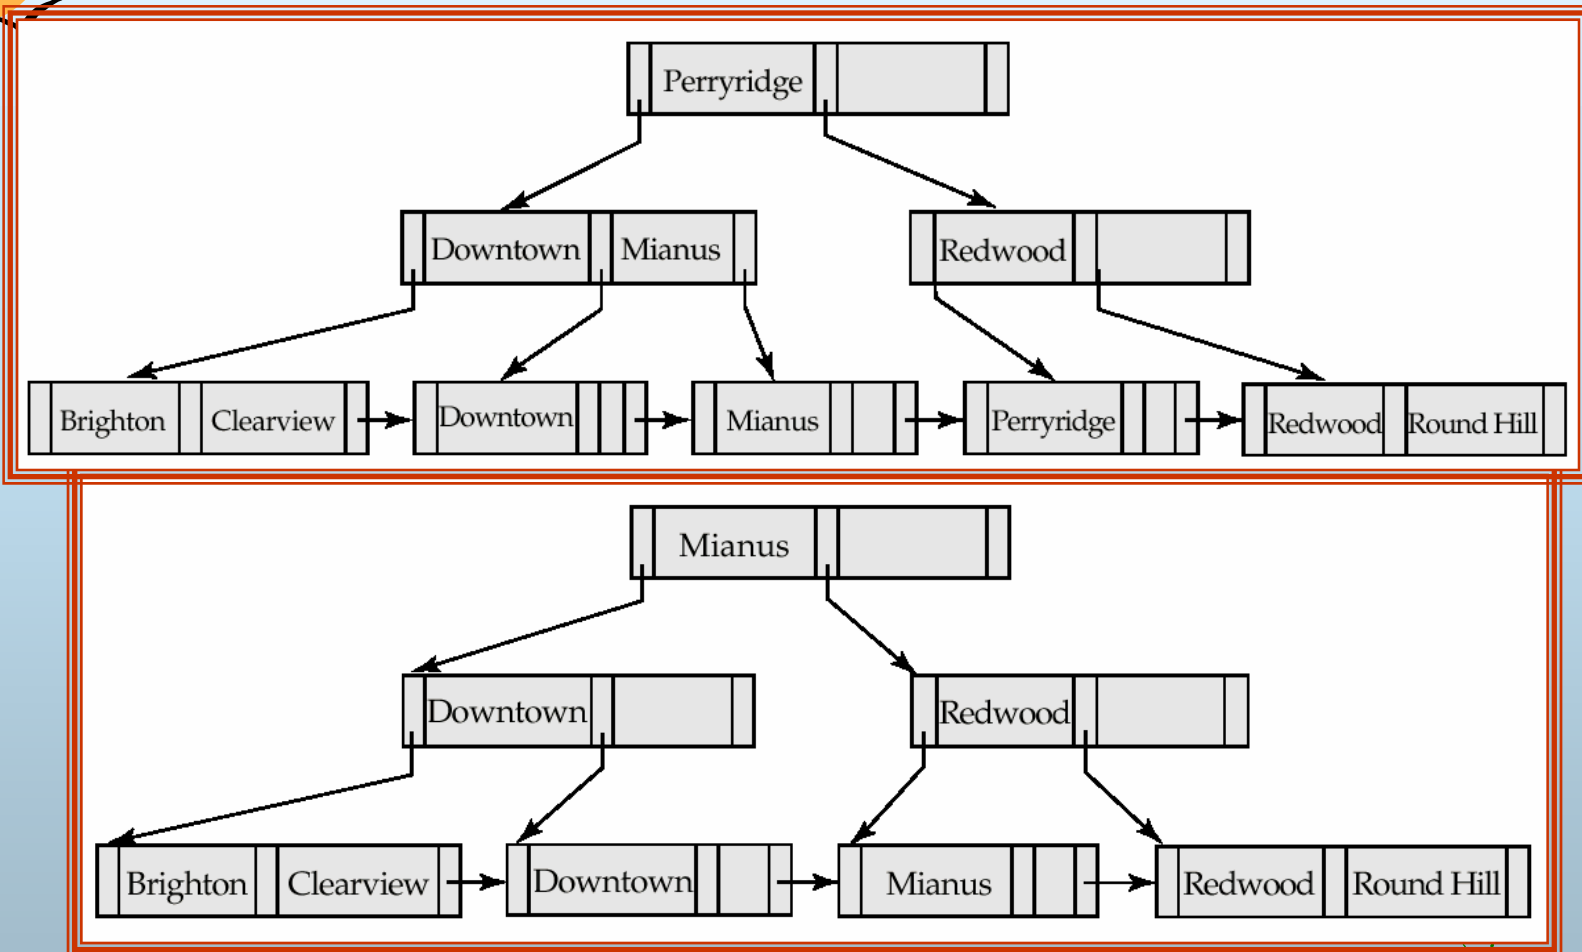 Perryridge
Downtown Mianus Redwood
Brighton Clearview Downtown Mianus Perryridge Redwood Round Hill
Mianus
Downtown Redwood
Brighton Clearview Downtown Mianus Redwood Round Hill